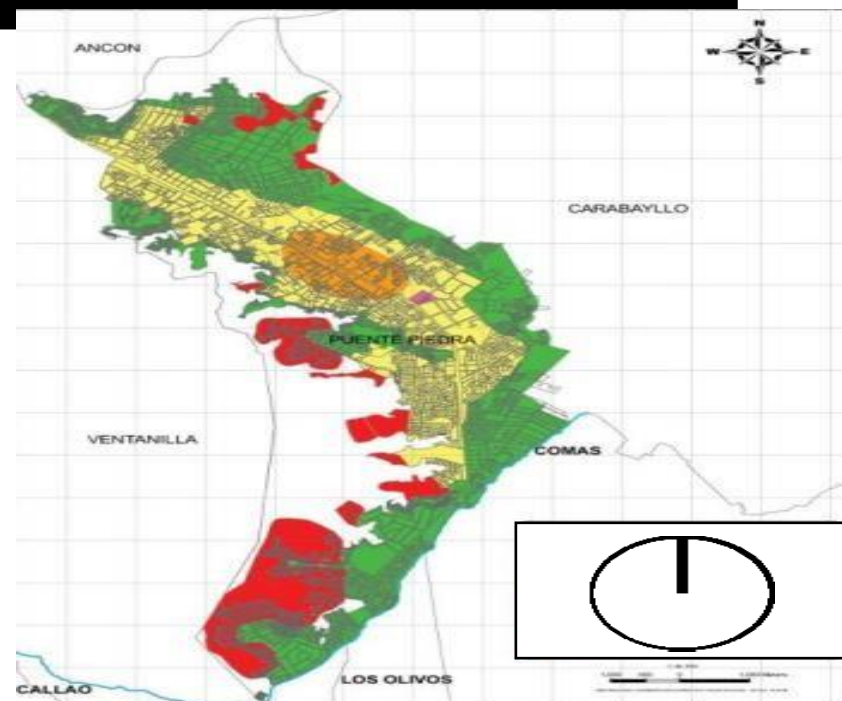 ANCON
N
W E
S
CARABAYLLO
PUENTE PIEDRA
VENTANILLA
COMAS
LOS OLIVOS
CALLAO